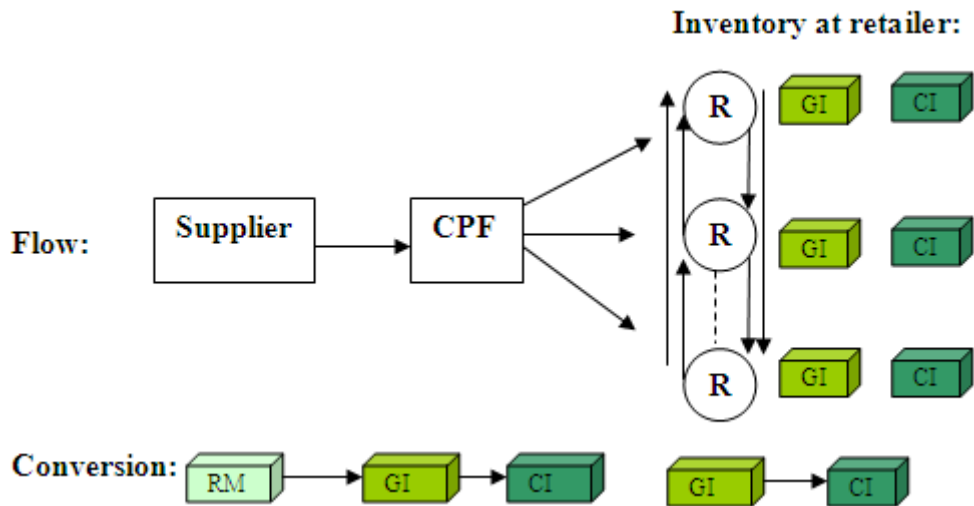 Inventory at retailer:
R GI CI
Flow: Supplier CPF R GI CI
R GI CI
Conversion: RM GI CI GI CI